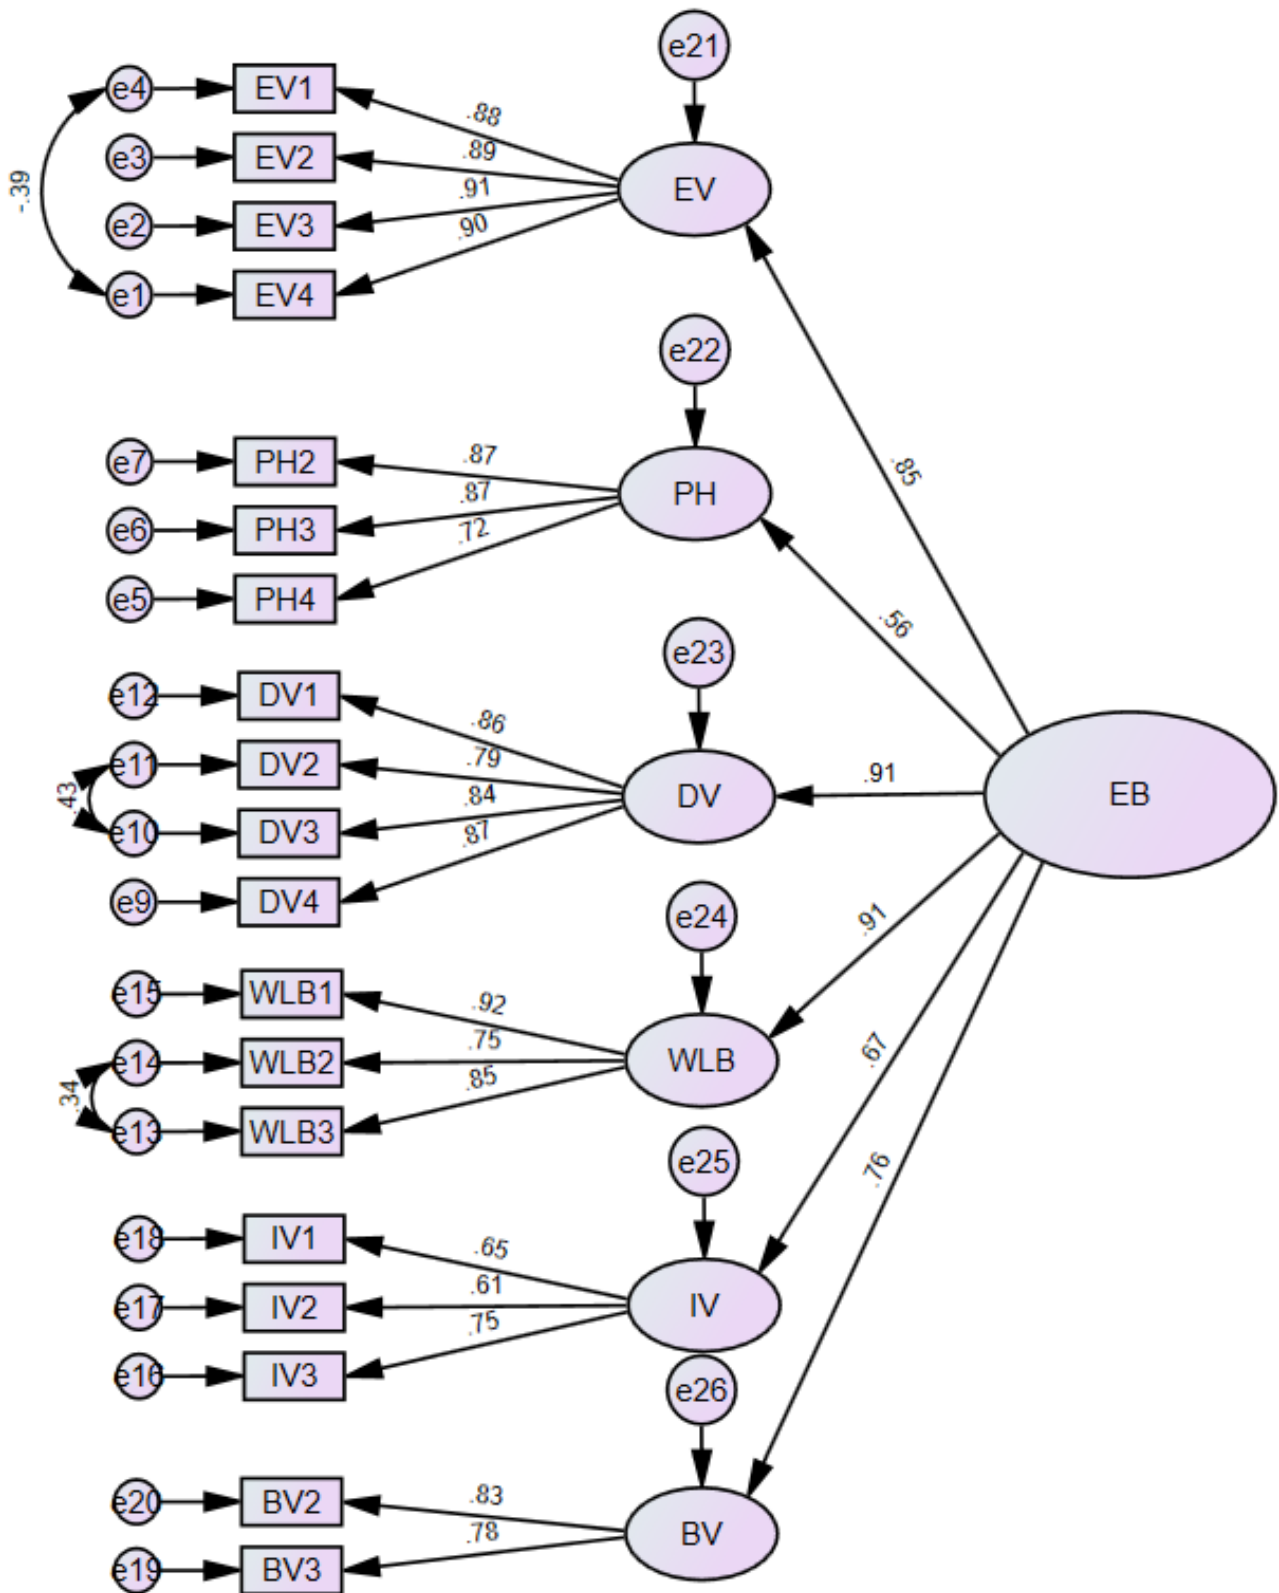 e21
e4 EV1 .88
e3 EV2 .89
-.39
EV
e2 EV3 .91
e1 EV4 .90
e22
.85
e7 PH2 .87
PH
e6 PH3 .87
e5 PH4 .72
.56
e23
e12 DV1 .86
e11 DV2 .79
.43
DV .91 EB
e10 DV3 .84
e9 DV4 .87
e24 .91
e15 WLB1 .92
e14 WLB2 .75
.34
WLB .67
e13 WLB3 .85
e25 .76
e18 IV1 .65
e17 IV2 .61
IV
e16 IV3 .75
e26
e20 BV2 .83
BV
e19 BV3 .78